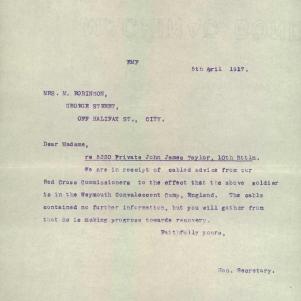 EMF
5th April 1917.
MRS. M. ROBINSON,
GEORGE STREET,
OFF HALIFAX ST., CITY.
Dear Madame,
re 5220 Private John James Taylor, 10th Bttln.
We are in receipt of cabled advice from our
Red Cross Commissioners to the effect that the above soldier
is in the Weymouth Convalescent Camp, England. The cable
contained no further information, but you will gather from
that he is making progress towards recovery.
Faithfully yours,
Hon. Secretary.